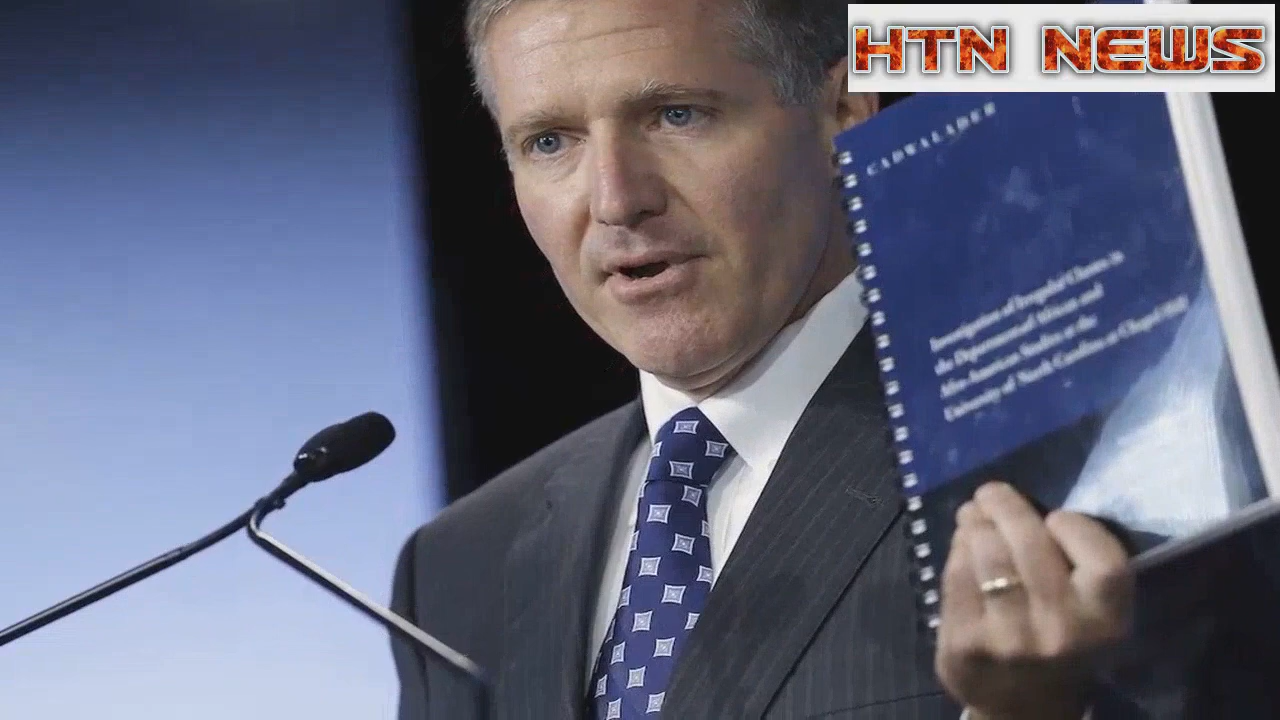 HTN NEWS
CADWALADER
Investigation of Irregular Classes in
the Department of African and
Afro-American Studies at the
University of North Carolina at Chapel Hill